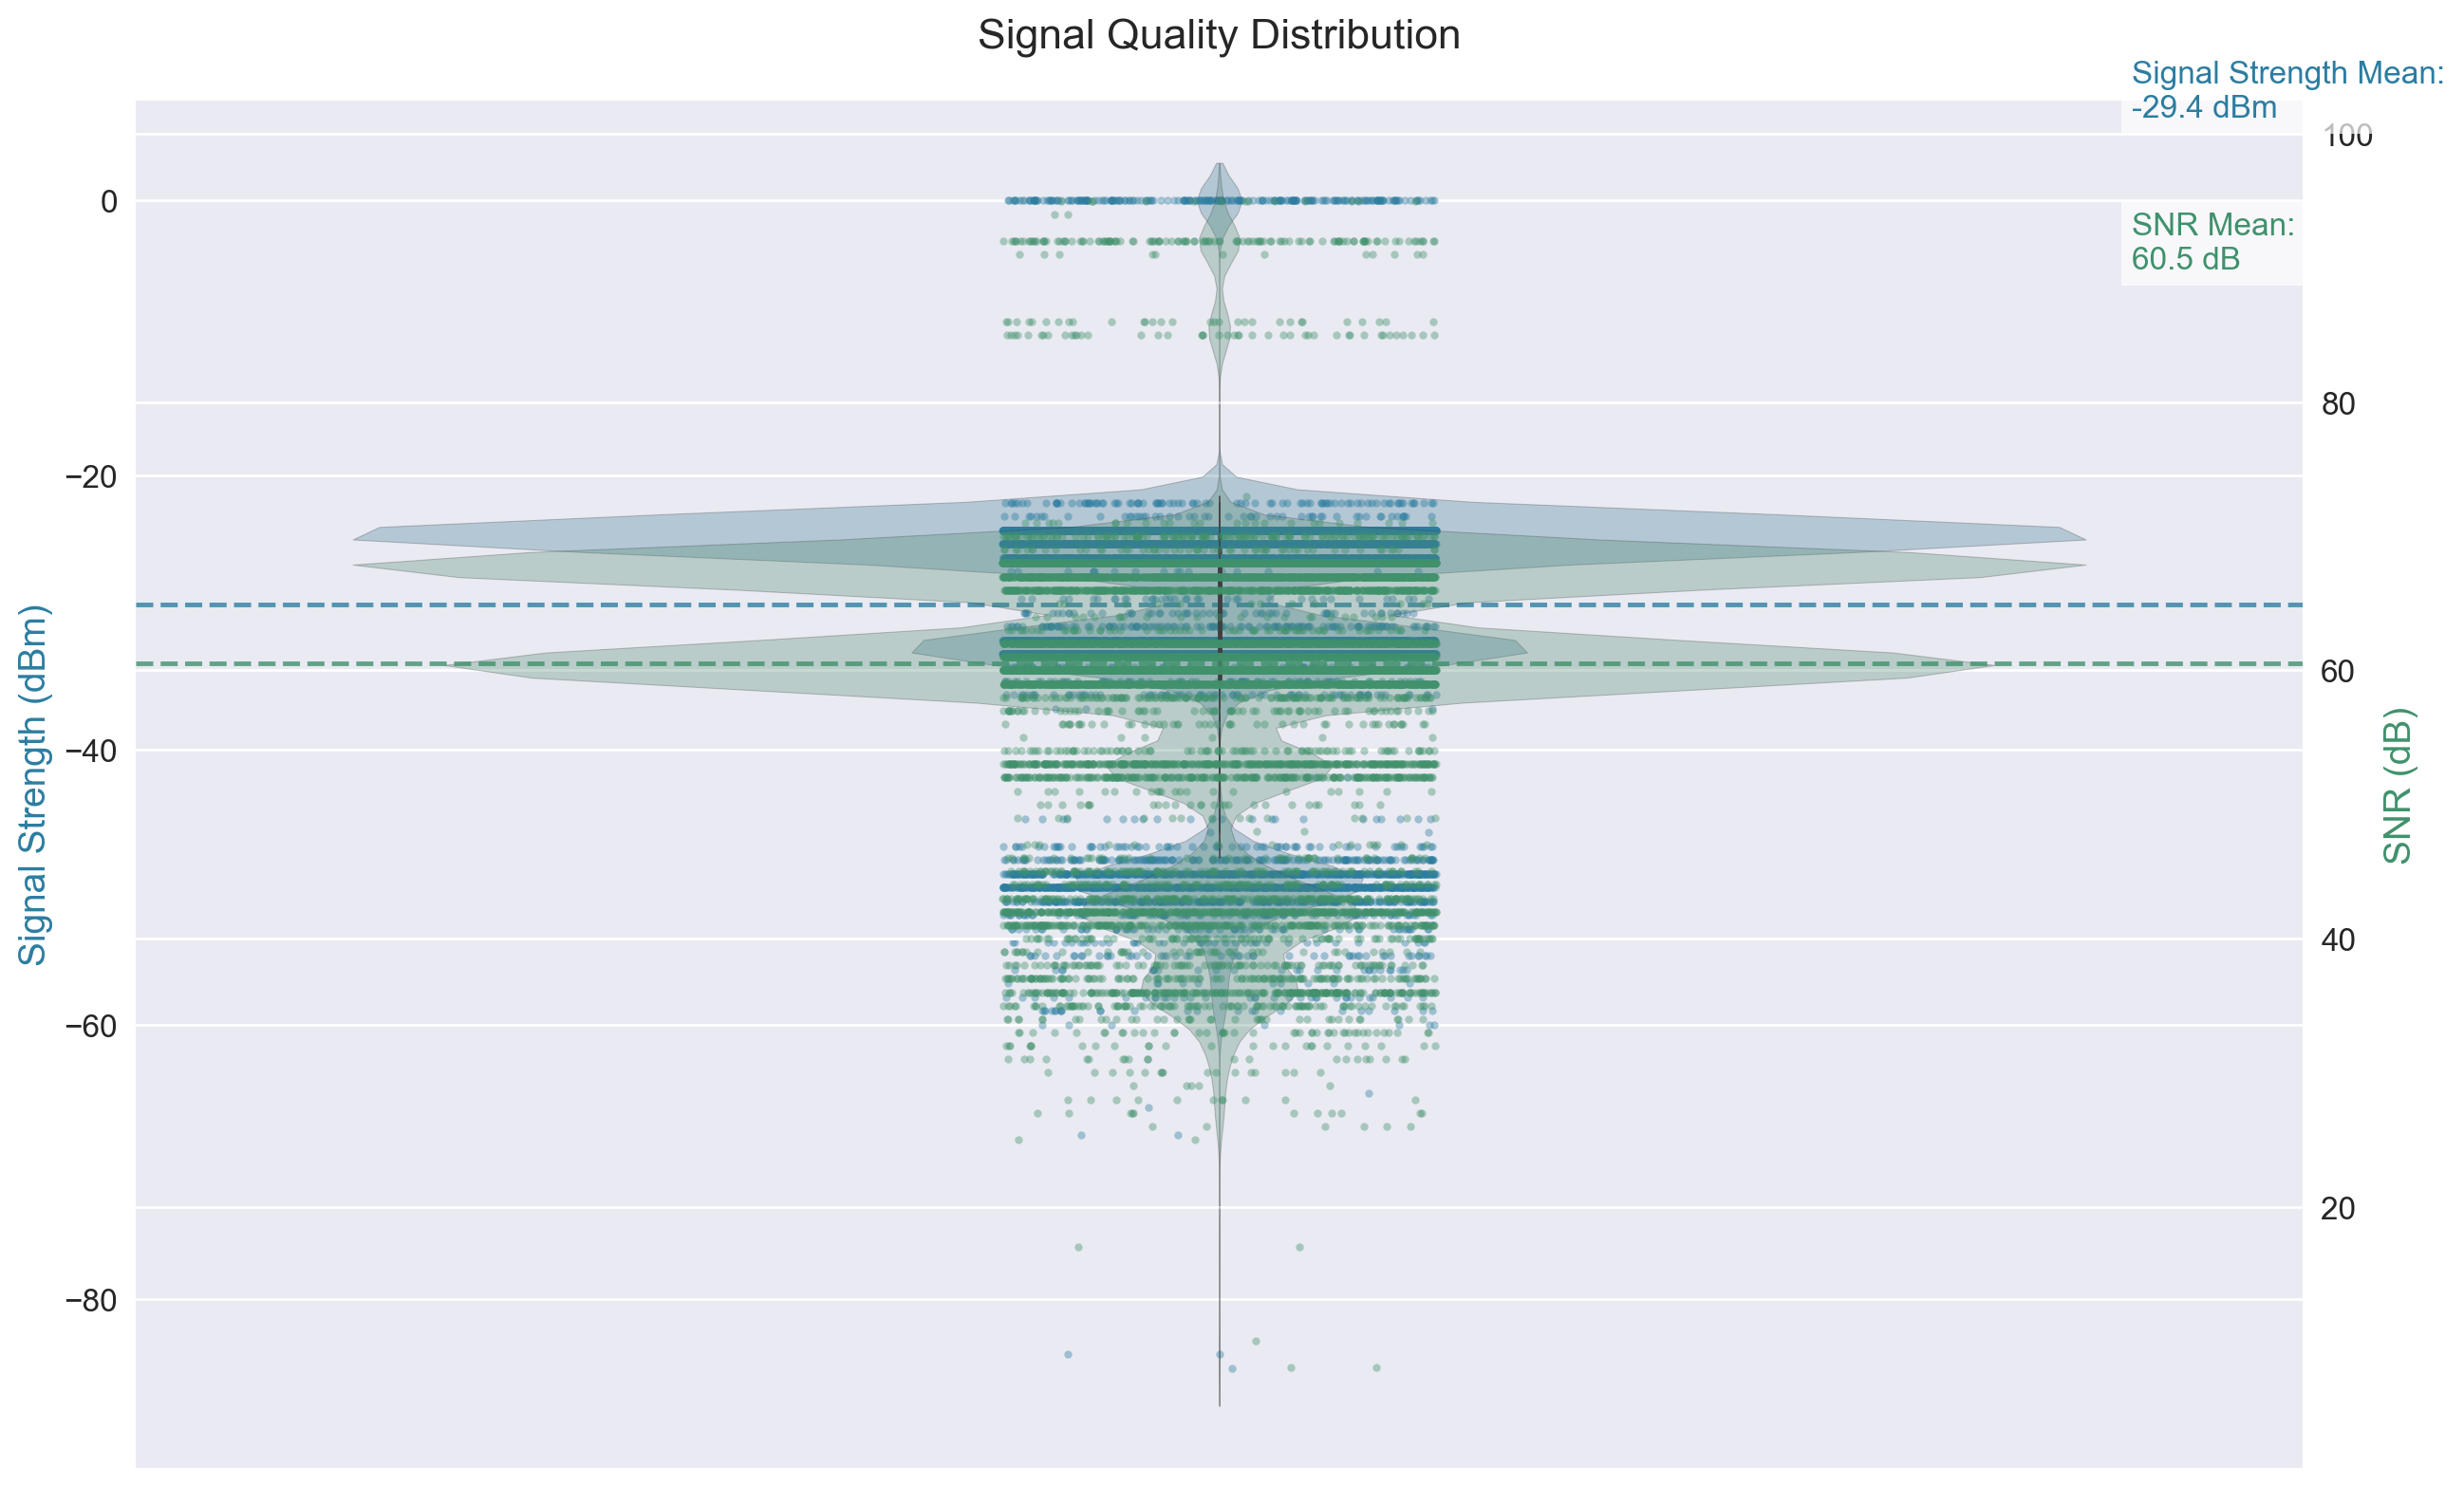 Signal Quality Distribution
Signal Strength Mean:
-29.4 dBm
SNR Mean:
60.5 dB
Signal Strength (dBm)
0
−20
−40
−60
−80
100
80
60
40
20
SNR (dB)